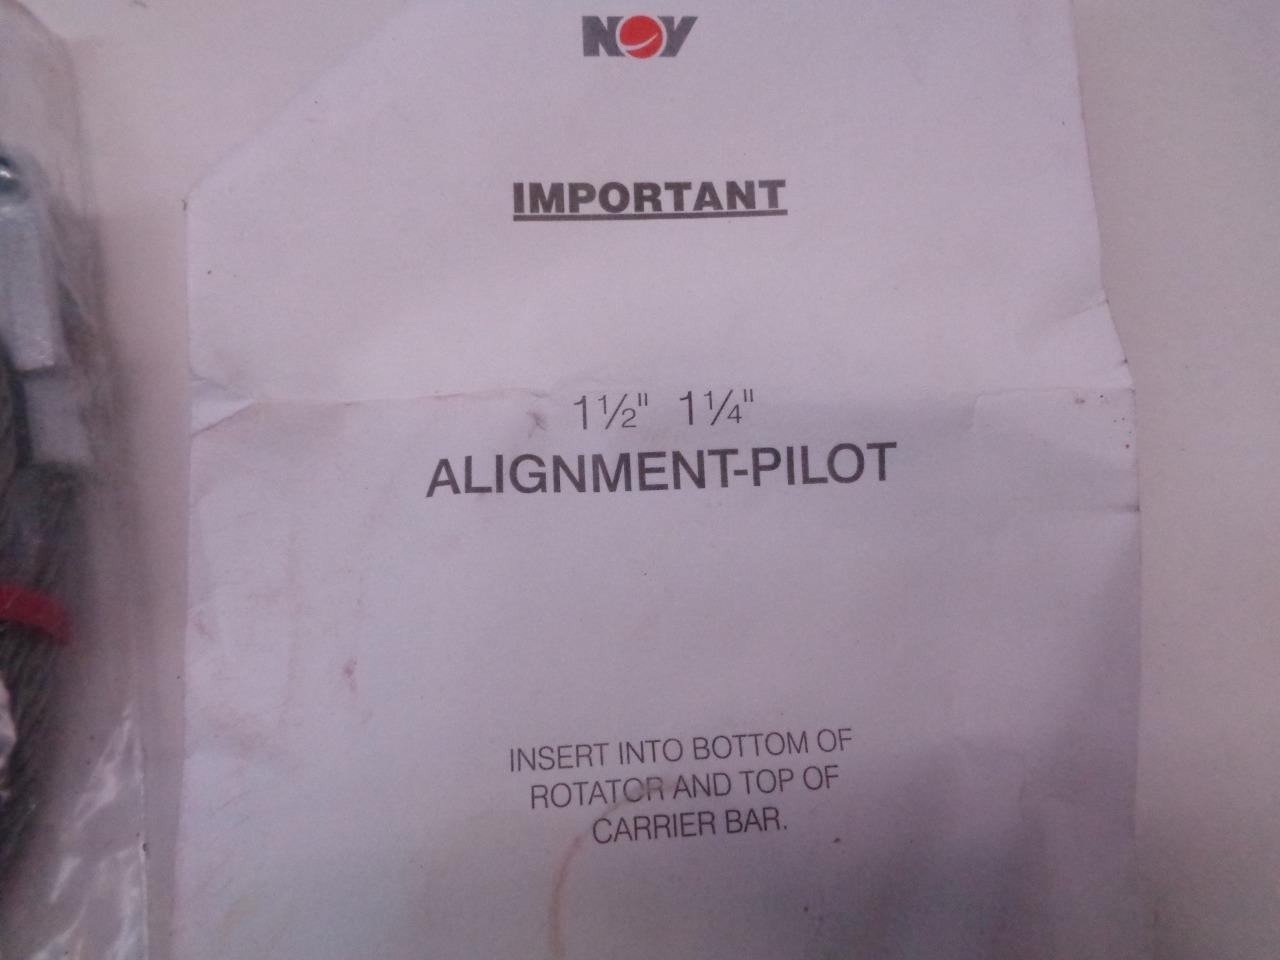 NOV
IMPORTANT
1½" 1¼"
ALIGNMENT-PILOT
INSERT INTO BOTTOM OF
ROTATOR AND TOP OF
CARRIER BAR.